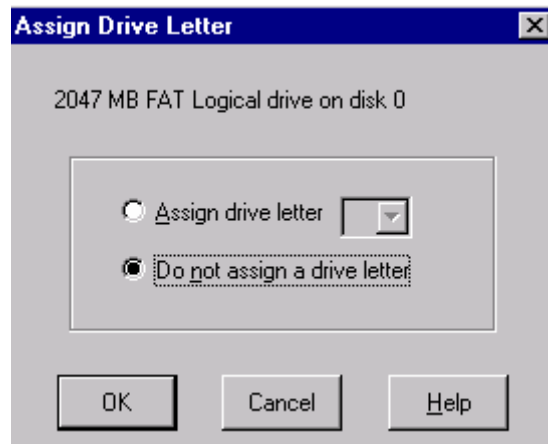 Assign Drive Letter
2047 MB FAT Logical drive on disk 0
Assign drive letter
Do not assign a drive letter
OK Cancel Help